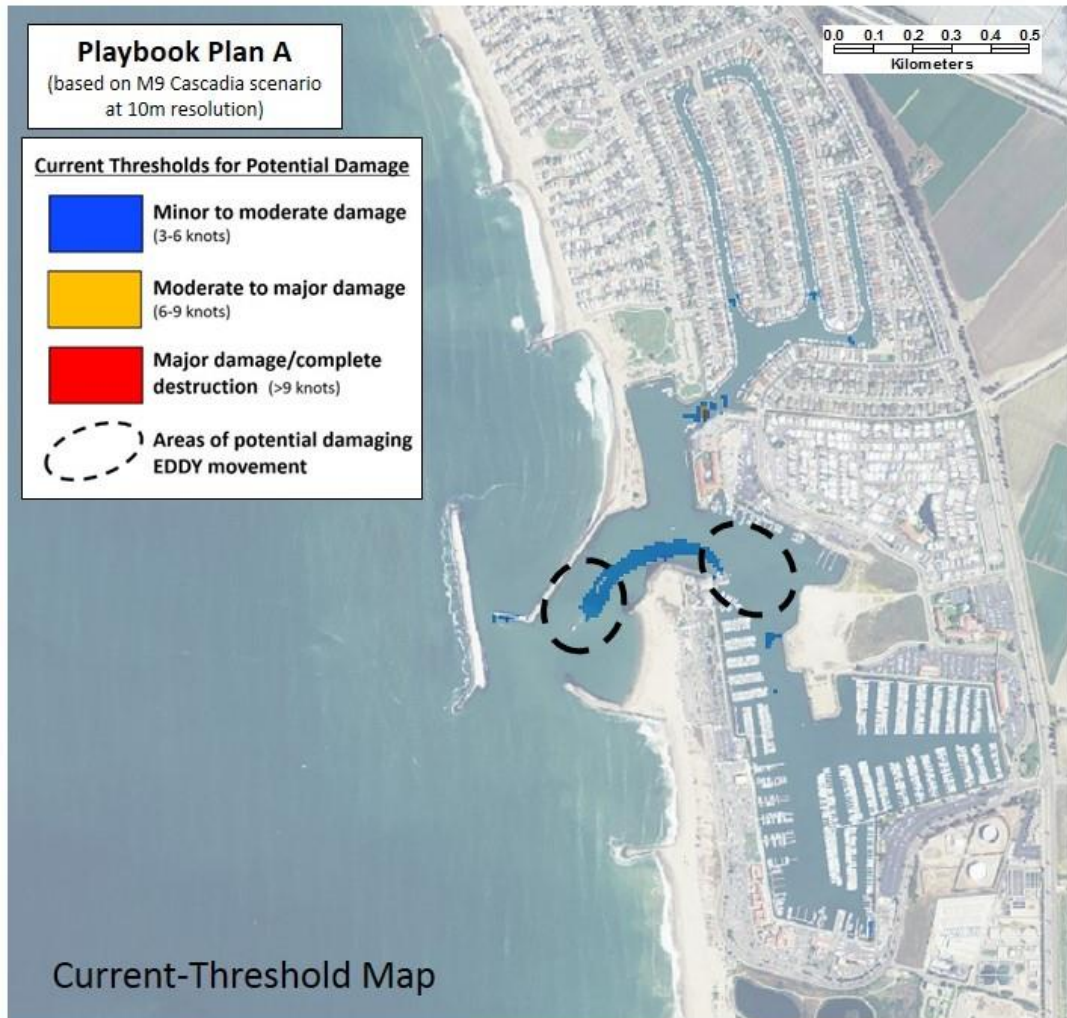 Playbook Plan A
(based on M9 Cascadia scenario
at 10m resolution)
0.0 0.1 0.2 0.3 0.4 0.5
Kilometers
Current Thresholds for Potential Damage
Minor to moderate damage
(3-6 knots)
Moderate to major damage
(6-9 knots)
Major damage/complete
destruction (>9 knots)
Areas of potential damaging
EDDY movement
Current-Threshold Map